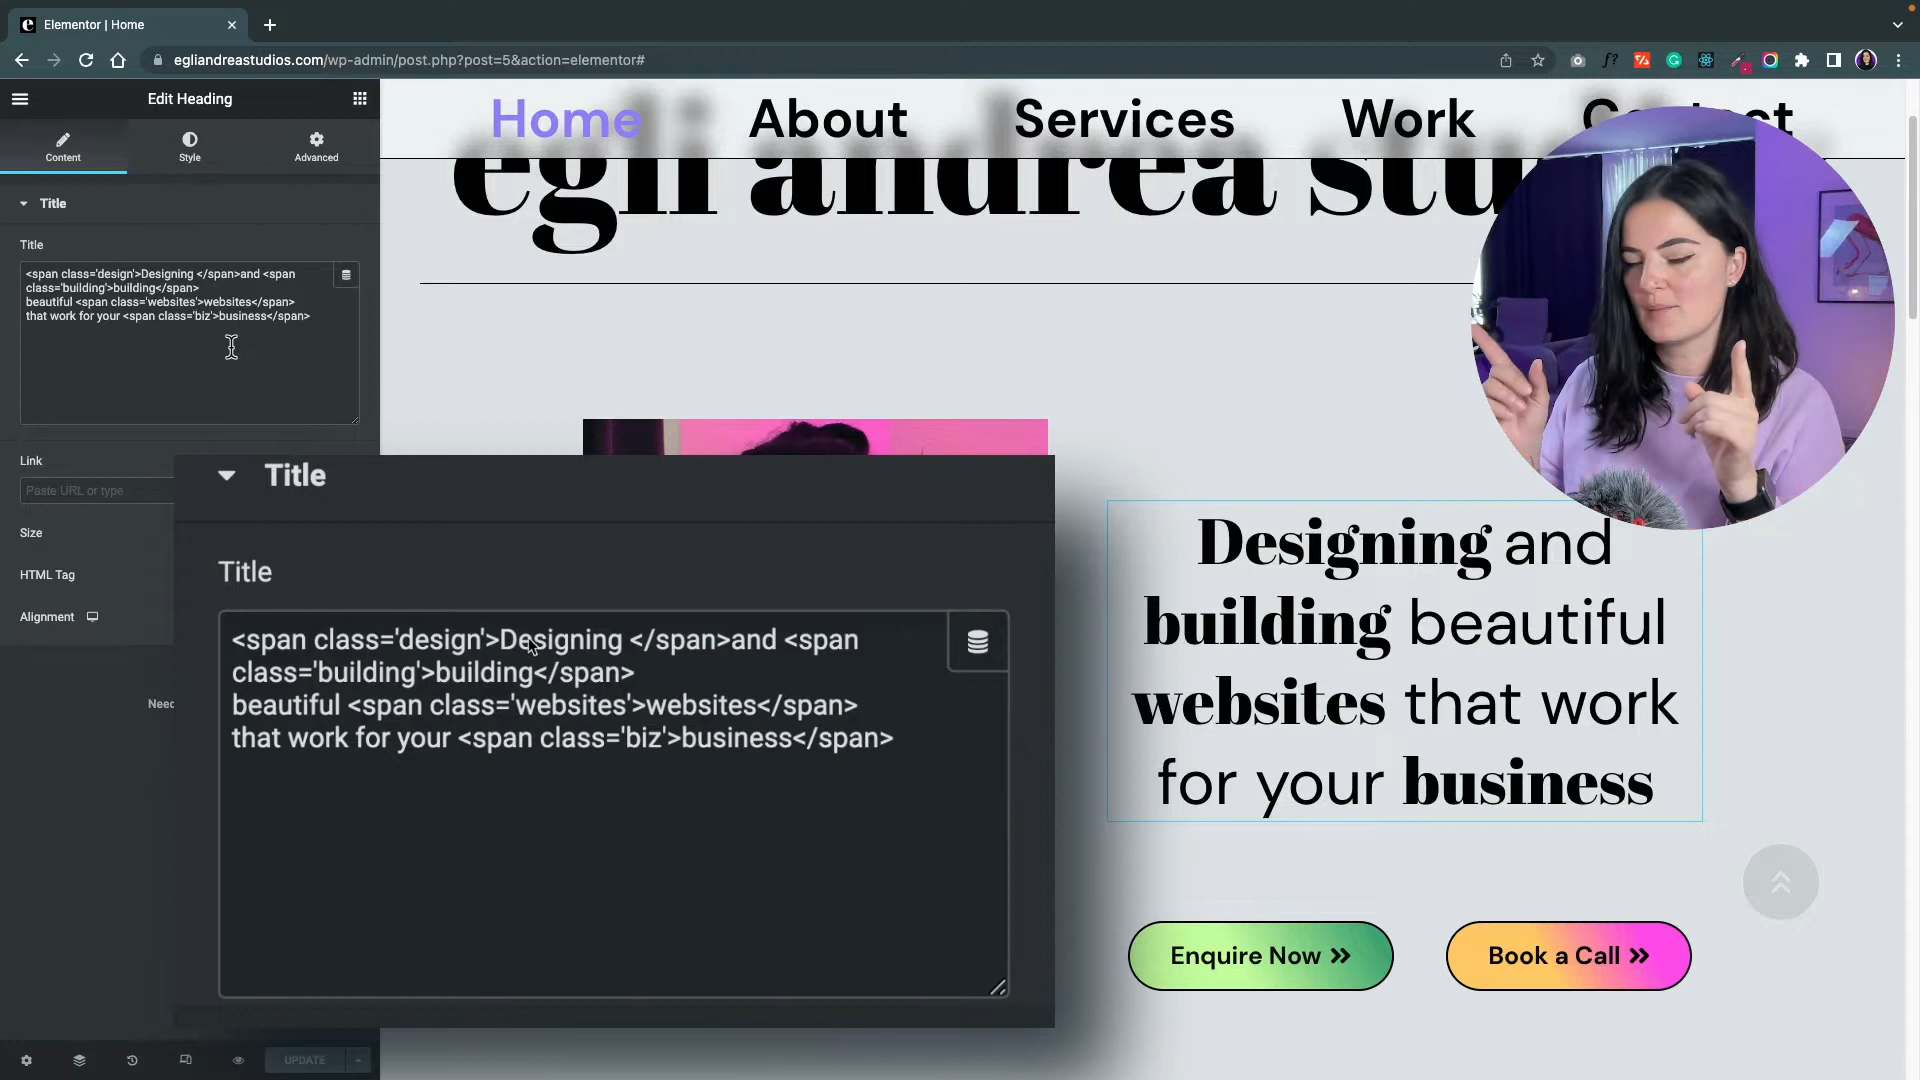 Elementor | Home
egliandreastudios.com/wp-admin/post.php?post=5&action=elementor#
Edit Heading
Content
Style
Advanced
Title
Title
<span class='design'>Designing </span>and <span
class='building'>building</span>
beautiful <span class='websites'>websites</span>
that work for your <span class='biz'>business</span>
Link
Paste URL or type
Size
HTML Tag
Alignment
Need
UPDATE
Home
About
Services
Work
egli andrea stu
Title
Title
<span class='design'>Designing </span>and <span
class='building'>building</span>
beautiful <span class='websites'>websites</span>
that work for your <span class='biz'>business</span>
Designing and
building beautiful
websites that work
for your business
Enquire Now »
Book a Call »